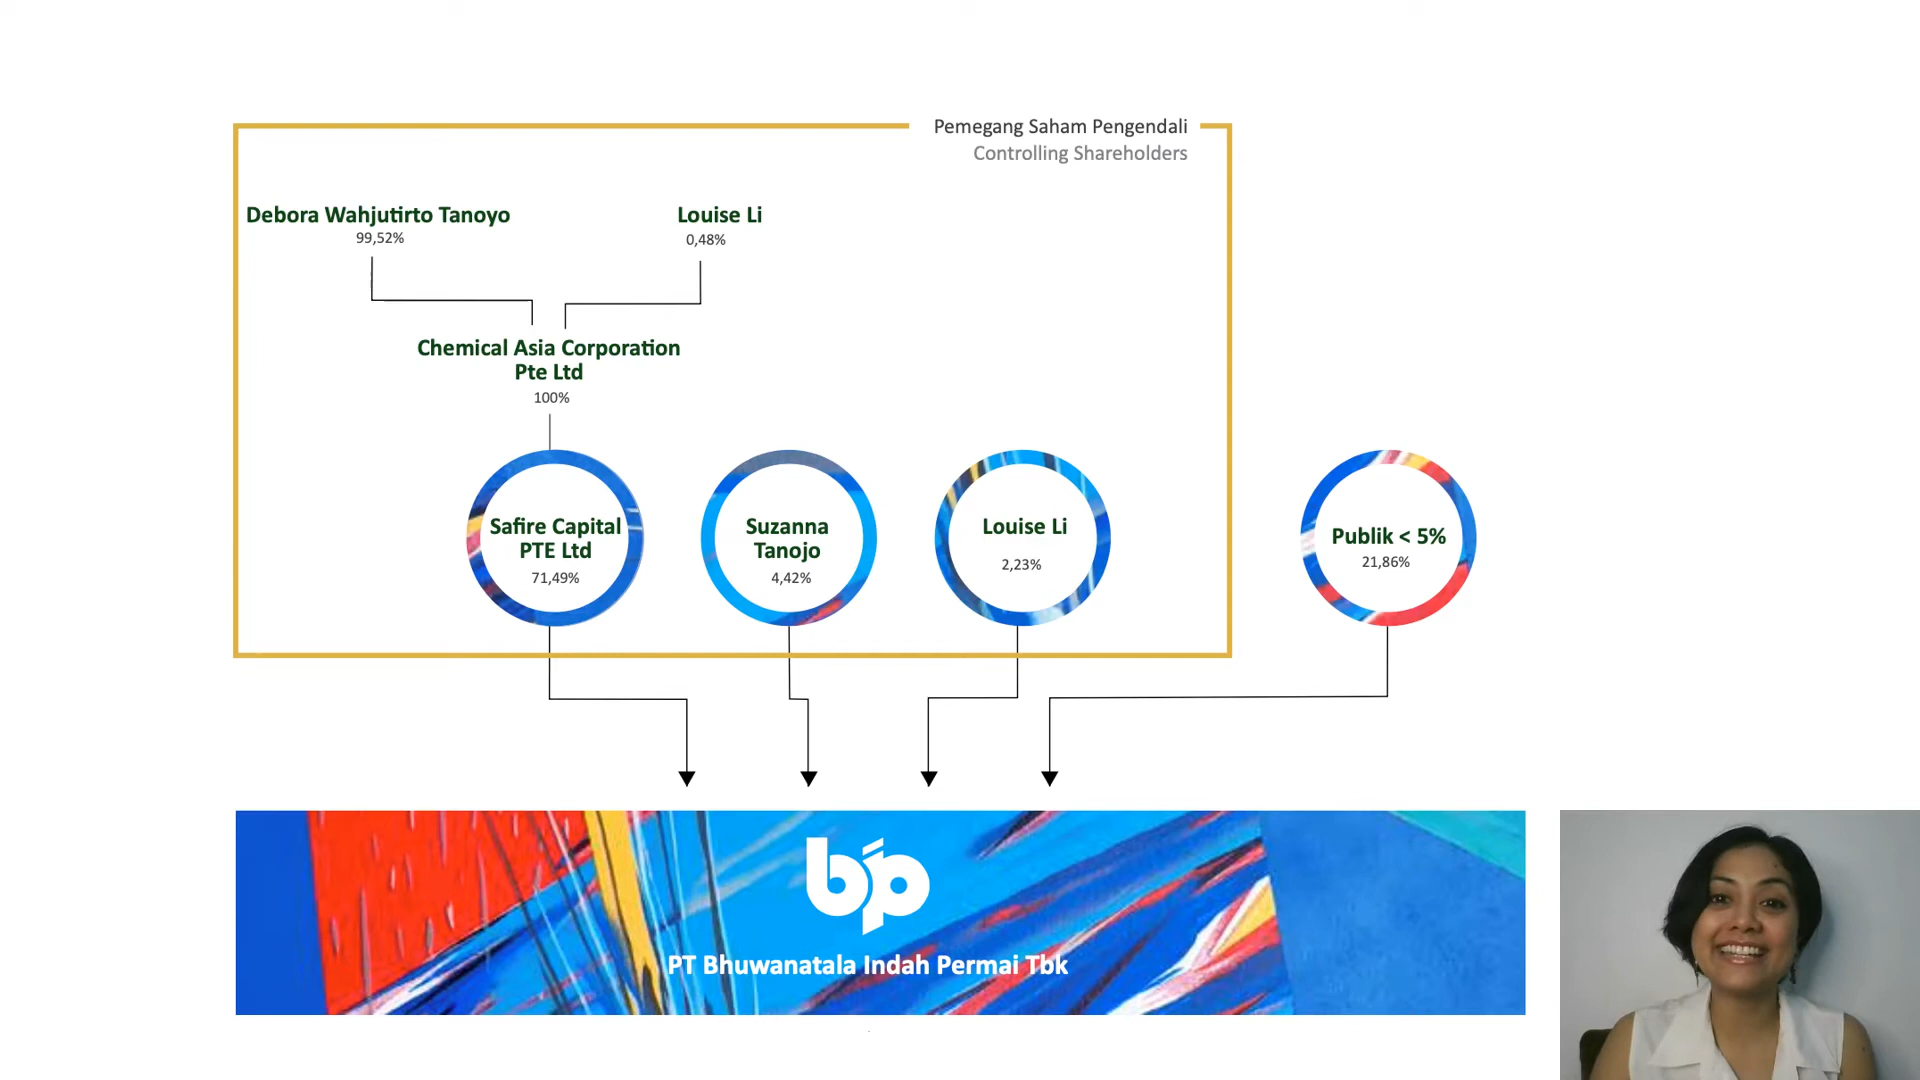 Pemegang Saham Pengendali
Controlling Shareholders
Debora Wahjutirto Tanoyo
99,52%
Louise Li
0,48%
Chemical Asia Corporation
Pte Ltd
100%
Safire Capital
PTE Ltd
71,49%
Suzanna
Tanojo
4,42%
Louise Li
2,23%
Publik < 5%
21,86%
bip
PT Bhuwanatala Indah Permai Tbk